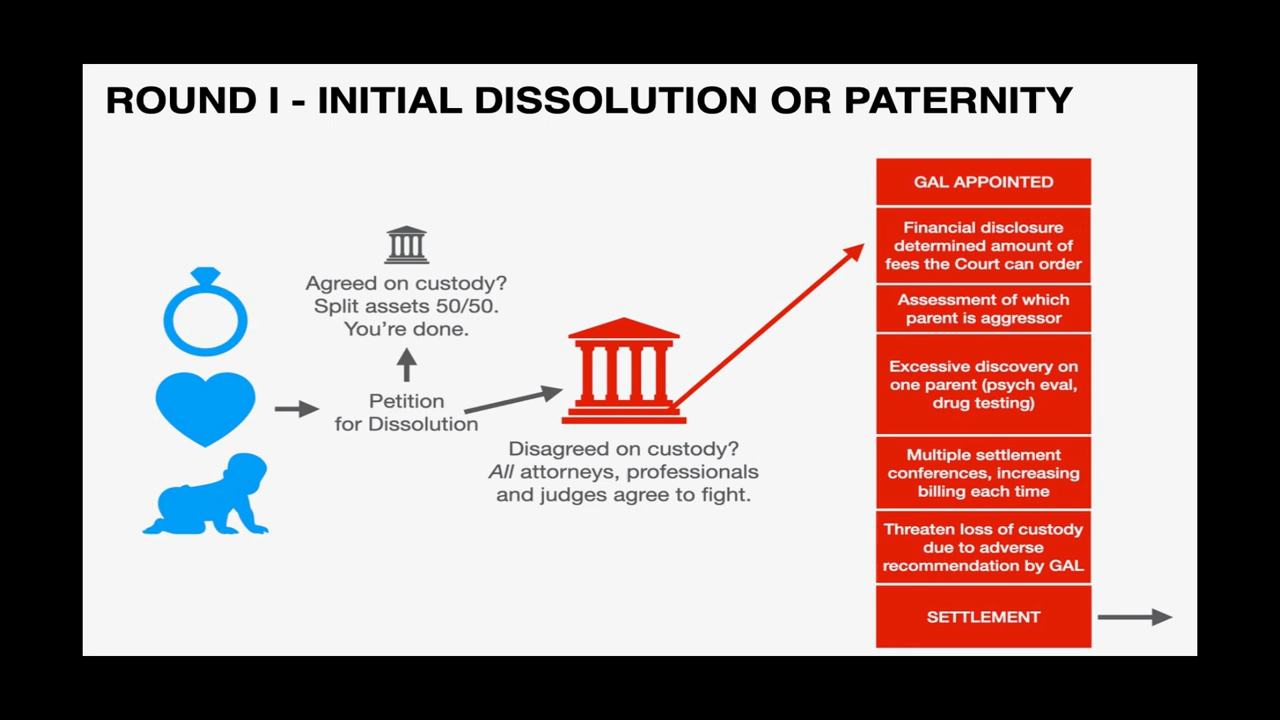 ROUND I - INITIAL DISSOLUTION OR PATERNITY
Agreed on custody?
Split assets 50/50.
You're done.
Petition
for Dissolution
Disagreed on custody?
All attorneys, professionals
and judges agree to fight.
GAL APPOINTED
Financial disclosure
determined amount of
fees the Court can order
Assessment of which
parent is aggressor
Excessive discovery on
one parent (psych eval,
drug testing)
Multiple settlement
conferences, increasing
billing each time
Threaten loss of custody
due to adverse
recommendation by GAL
SETTLEMENT